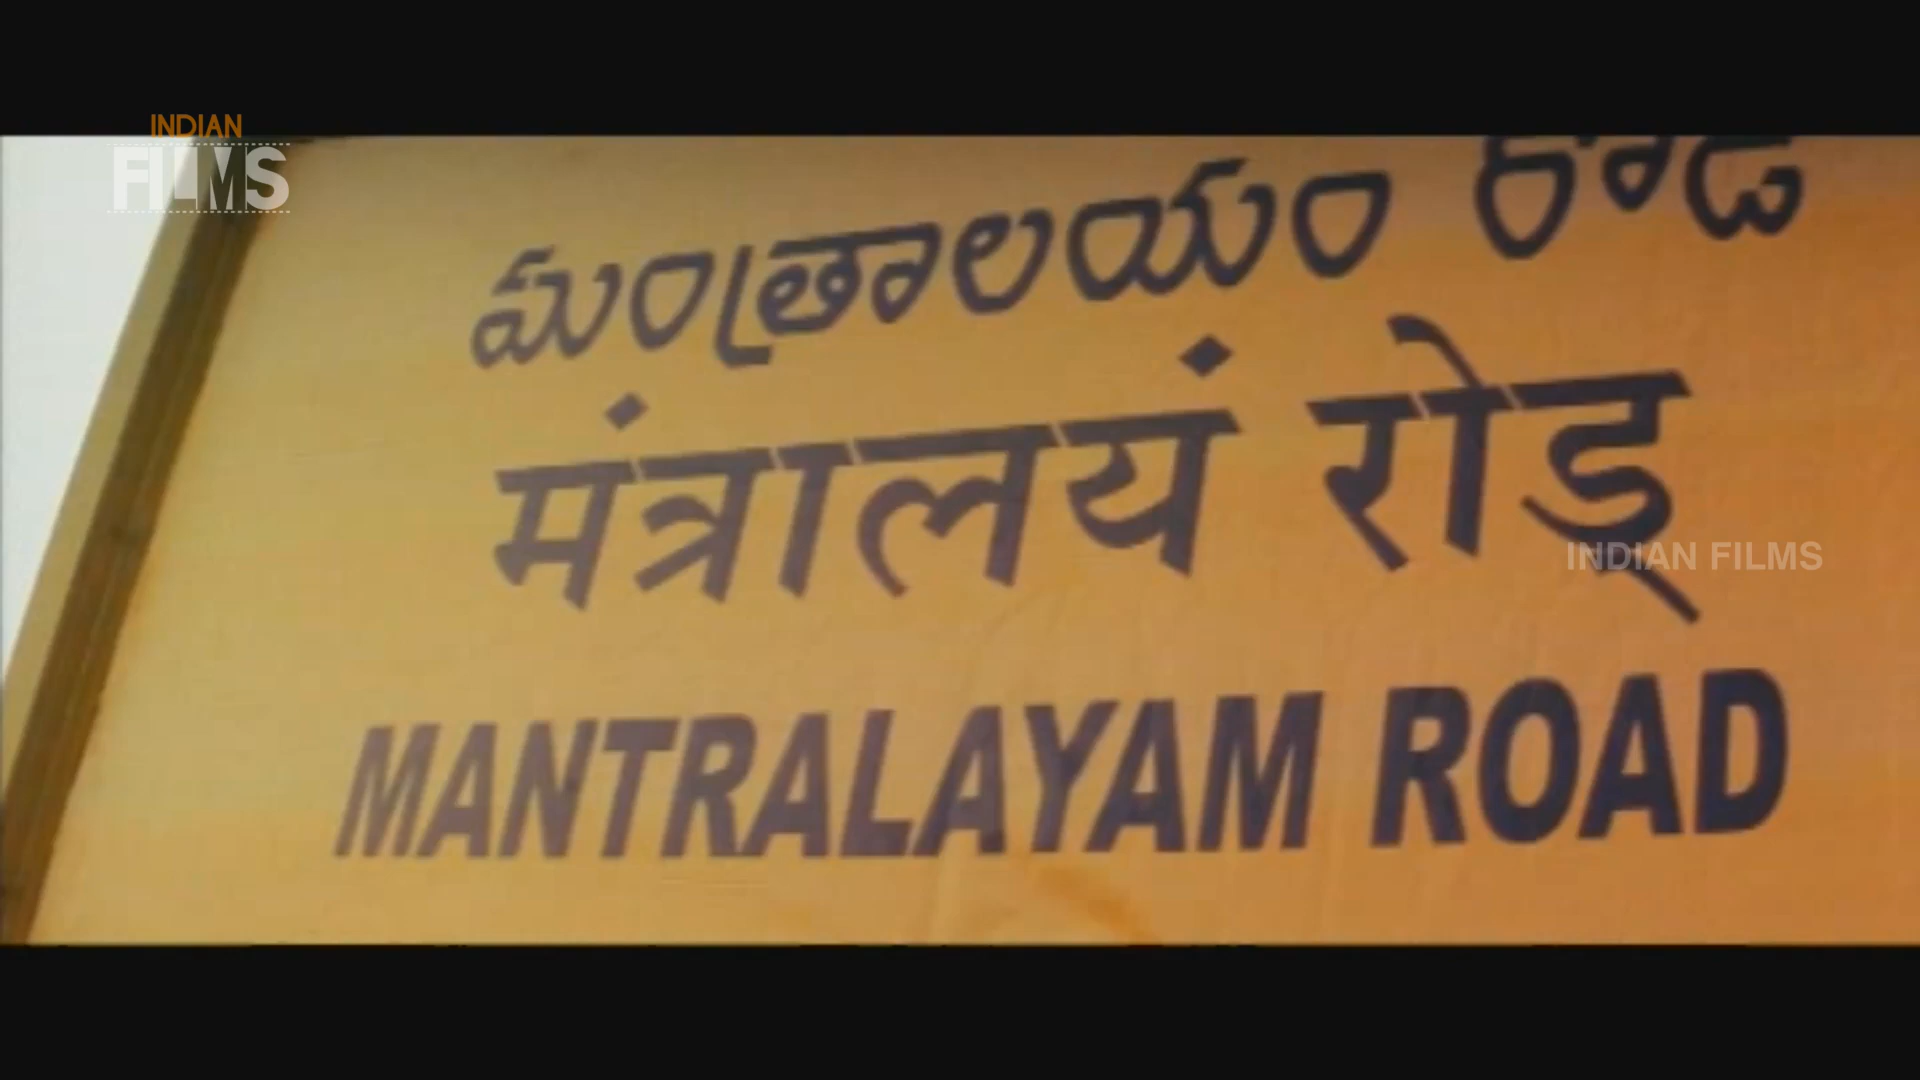 INDIAN
FILMS
మంత్రాలయం రోడ
मंत्रालयं रोड्
INDIAN FILMS
MANTRALAYAM ROAD